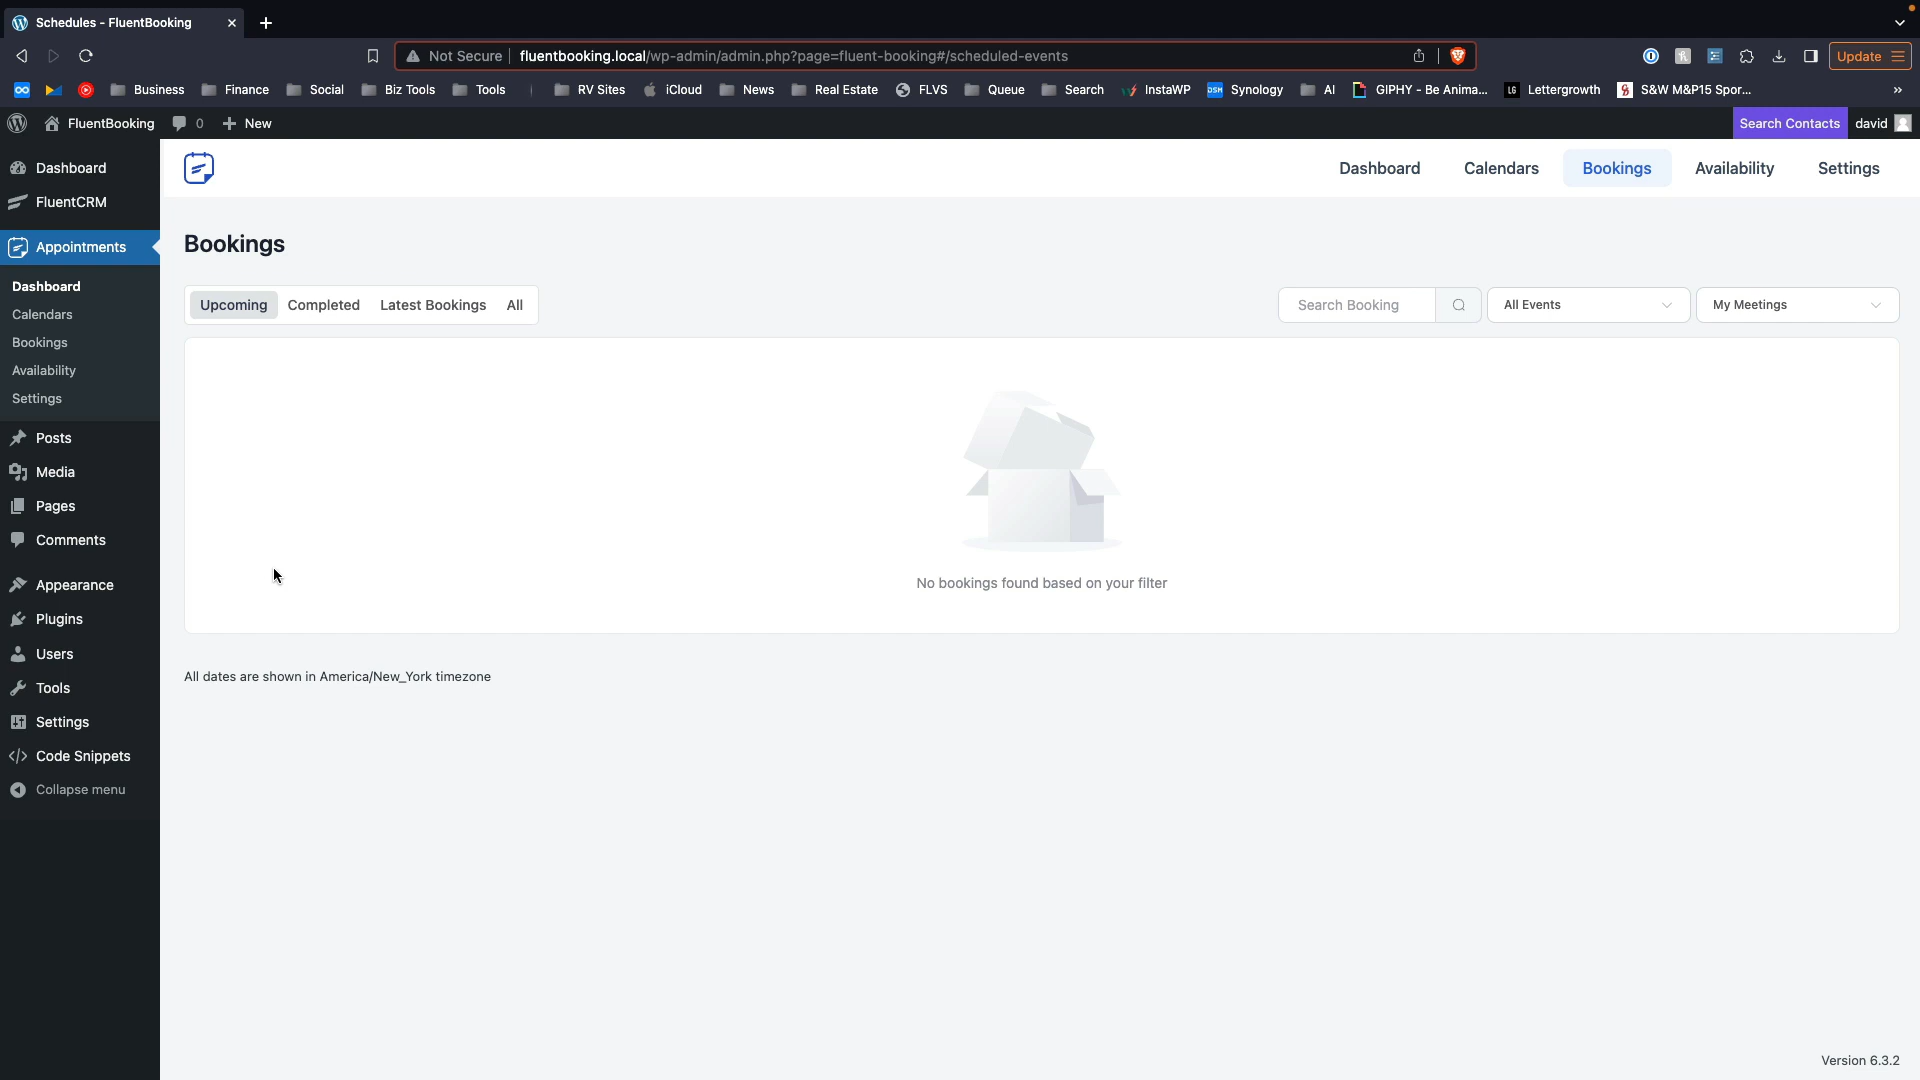 Schedules - FluentBooking
Not Secure fluentbooking.local/wp-admin/admin.php?page=fluent-booking#/scheduled-events
Update
Business Finance Social Biz Tools Tools RV Sites iCloud News Real Estate FLVS Queue Search InstaWP Synology AI GIPHY - Be Anima... Lettergrowth S&W M&P15 Spor... »
FluentBooking 0 New Search Contacts david
Dashboard
FluentCRM
Appointments
Dashboard
Calendars
Bookings
Availability
Settings
Posts
Media
Pages
Comments
Appearance
Plugins
Users
Tools
Settings
Code Snippets
Collapse menu
Dashboard Calendars Bookings Availability Settings
Bookings
Upcoming Completed Latest Bookings All Search Booking All Events My Meetings
No bookings found based on your filter
All dates are shown in America/New_York timezone
Version 6.3.2